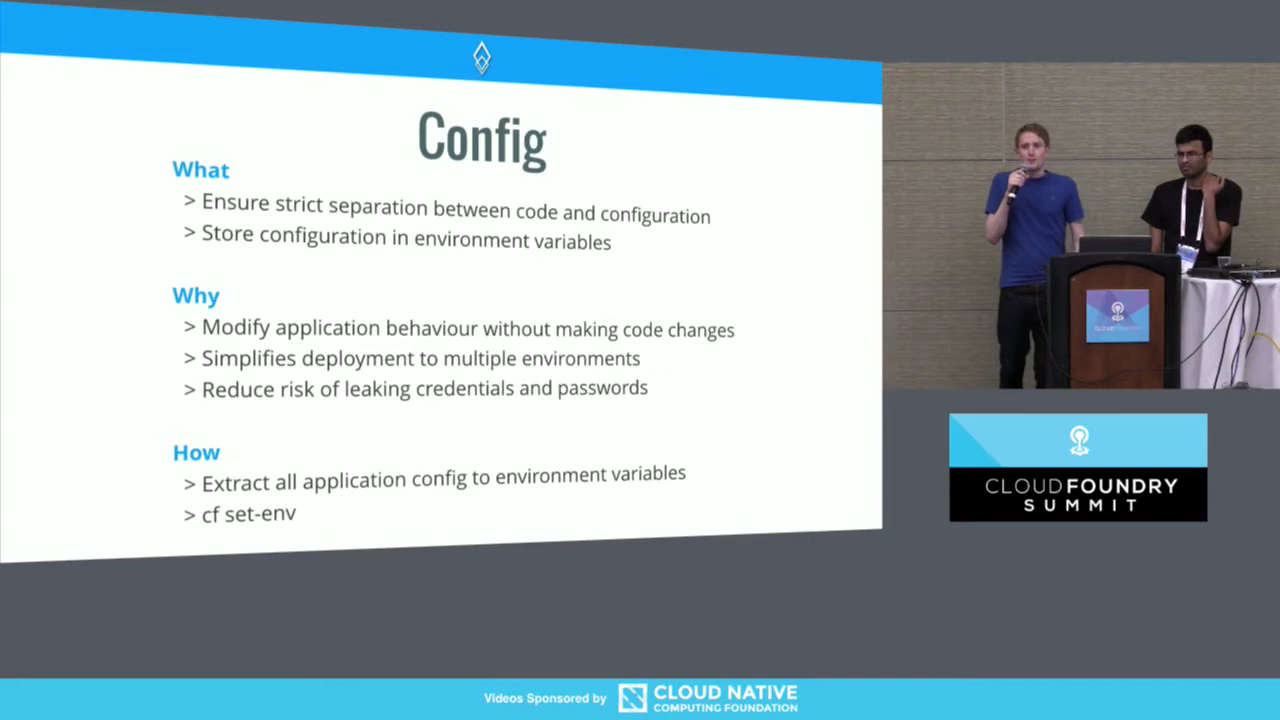 Config
What
> Ensure strict separation between code and configuration
> Store configuration in environment variables
Why
> Modify application behaviour without making code changes
> Simplifies deployment to multiple environments
> Reduce risk of leaking credentials and passwords
How
> Extract all application config to environment variables
> cf set-env
CLOUD FOUNDRY
SUMMIT
Videos Sponsored by
CLOUD NATIVE
COMPUTING FOUNDATION